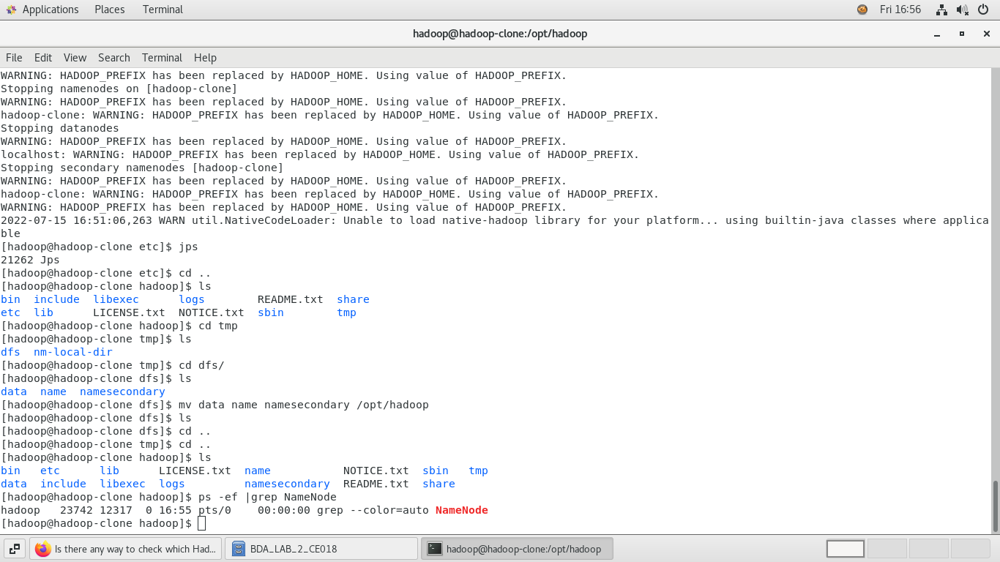 Applications Places Terminal Fri 16:56
hadoop@hadoop-clone:/opt/hadoop
File Edit View Search Terminal Help
WARNING: HADOOP_PREFIX has been replaced by HADOOP_HOME. Using value of HADOOP_PREFIX.
Stopping namenodes on [hadoop-clone]
WARNING: HADOOP_PREFIX has been replaced by HADOOP_HOME. Using value of HADOOP_PREFIX.
hadoop-clone: WARNING: HADOOP_PREFIX has been replaced by HADOOP_HOME. Using value of HADOOP_PREFIX.
Stopping datanodes
WARNING: HADOOP_PREFIX has been replaced by HADOOP_HOME. Using value of HADOOP_PREFIX.
localhost: WARNING: HADOOP_PREFIX has been replaced by HADOOP_HOME. Using value of HADOOP_PREFIX.
Stopping secondary namenodes [hadoop-clone]
WARNING: HADOOP_PREFIX has been replaced by HADOOP_HOME. Using value of HADOOP_PREFIX.
hadoop-clone: WARNING: HADOOP_PREFIX has been replaced by HADOOP_HOME. Using value of HADOOP_PREFIX.
WARNING: HADOOP_PREFIX has been replaced by HADOOP_HOME. Using value of HADOOP_PREFIX.
2022-07-15 16:51:06,263 WARN util.NativeCodeLoader: Unable to load native-hadoop library for your platform... using builtin-java classes where applica
ble
[hadoop@hadoop-clone etc]$ jps
21262 Jps
[hadoop@hadoop-clone etc]$ cd ..
[hadoop@hadoop-clone hadoop]$ ls
bin  include  libexec      logs        README.txt  share
etc  lib      LICENSE.txt  NOTICE.txt  sbin        tmp
[hadoop@hadoop-clone hadoop]$ cd tmp
[hadoop@hadoop-clone tmp]$ ls
dfs  nm-local-dir
[hadoop@hadoop-clone tmp]$ cd dfs/
[hadoop@hadoop-clone dfs]$ ls
data  name  namesecondary
[hadoop@hadoop-clone dfs]$ mv data name namesecondary /opt/hadoop
[hadoop@hadoop-clone dfs]$ ls
[hadoop@hadoop-clone dfs]$ cd ..
[hadoop@hadoop-clone tmp]$ cd ..
[hadoop@hadoop-clone hadoop]$ ls
bin   etc      lib      LICENSE.txt  name           NOTICE.txt  sbin   tmp
data  include  libexec  logs         namesecondary  README.txt  share
[hadoop@hadoop-clone hadoop]$ ps -ef |grep NameNode
hadoop   23742 12317  0 16:55 pts/0    00:00:00 grep --color=auto NameNode
[hadoop@hadoop-clone hadoop]$
Is there any way to check which Had... BDA_LAB_2_CE018 hadoop@hadoop-clone:/opt/hadoop